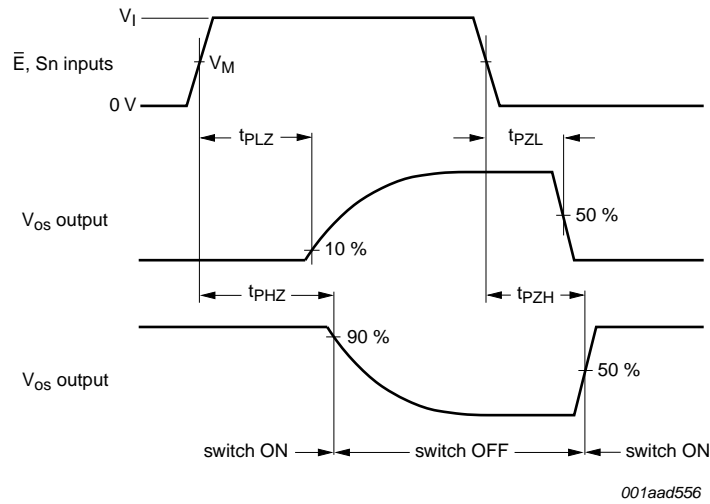 V_I
E̅, Sn inputs
V_M
0 V
t_PLZ
t_PZL
V_os output
50 %
10 %
t_PHZ
t_PZH
90 %
V_os output
50 %
switch ON
switch OFF
switch ON
001aad556